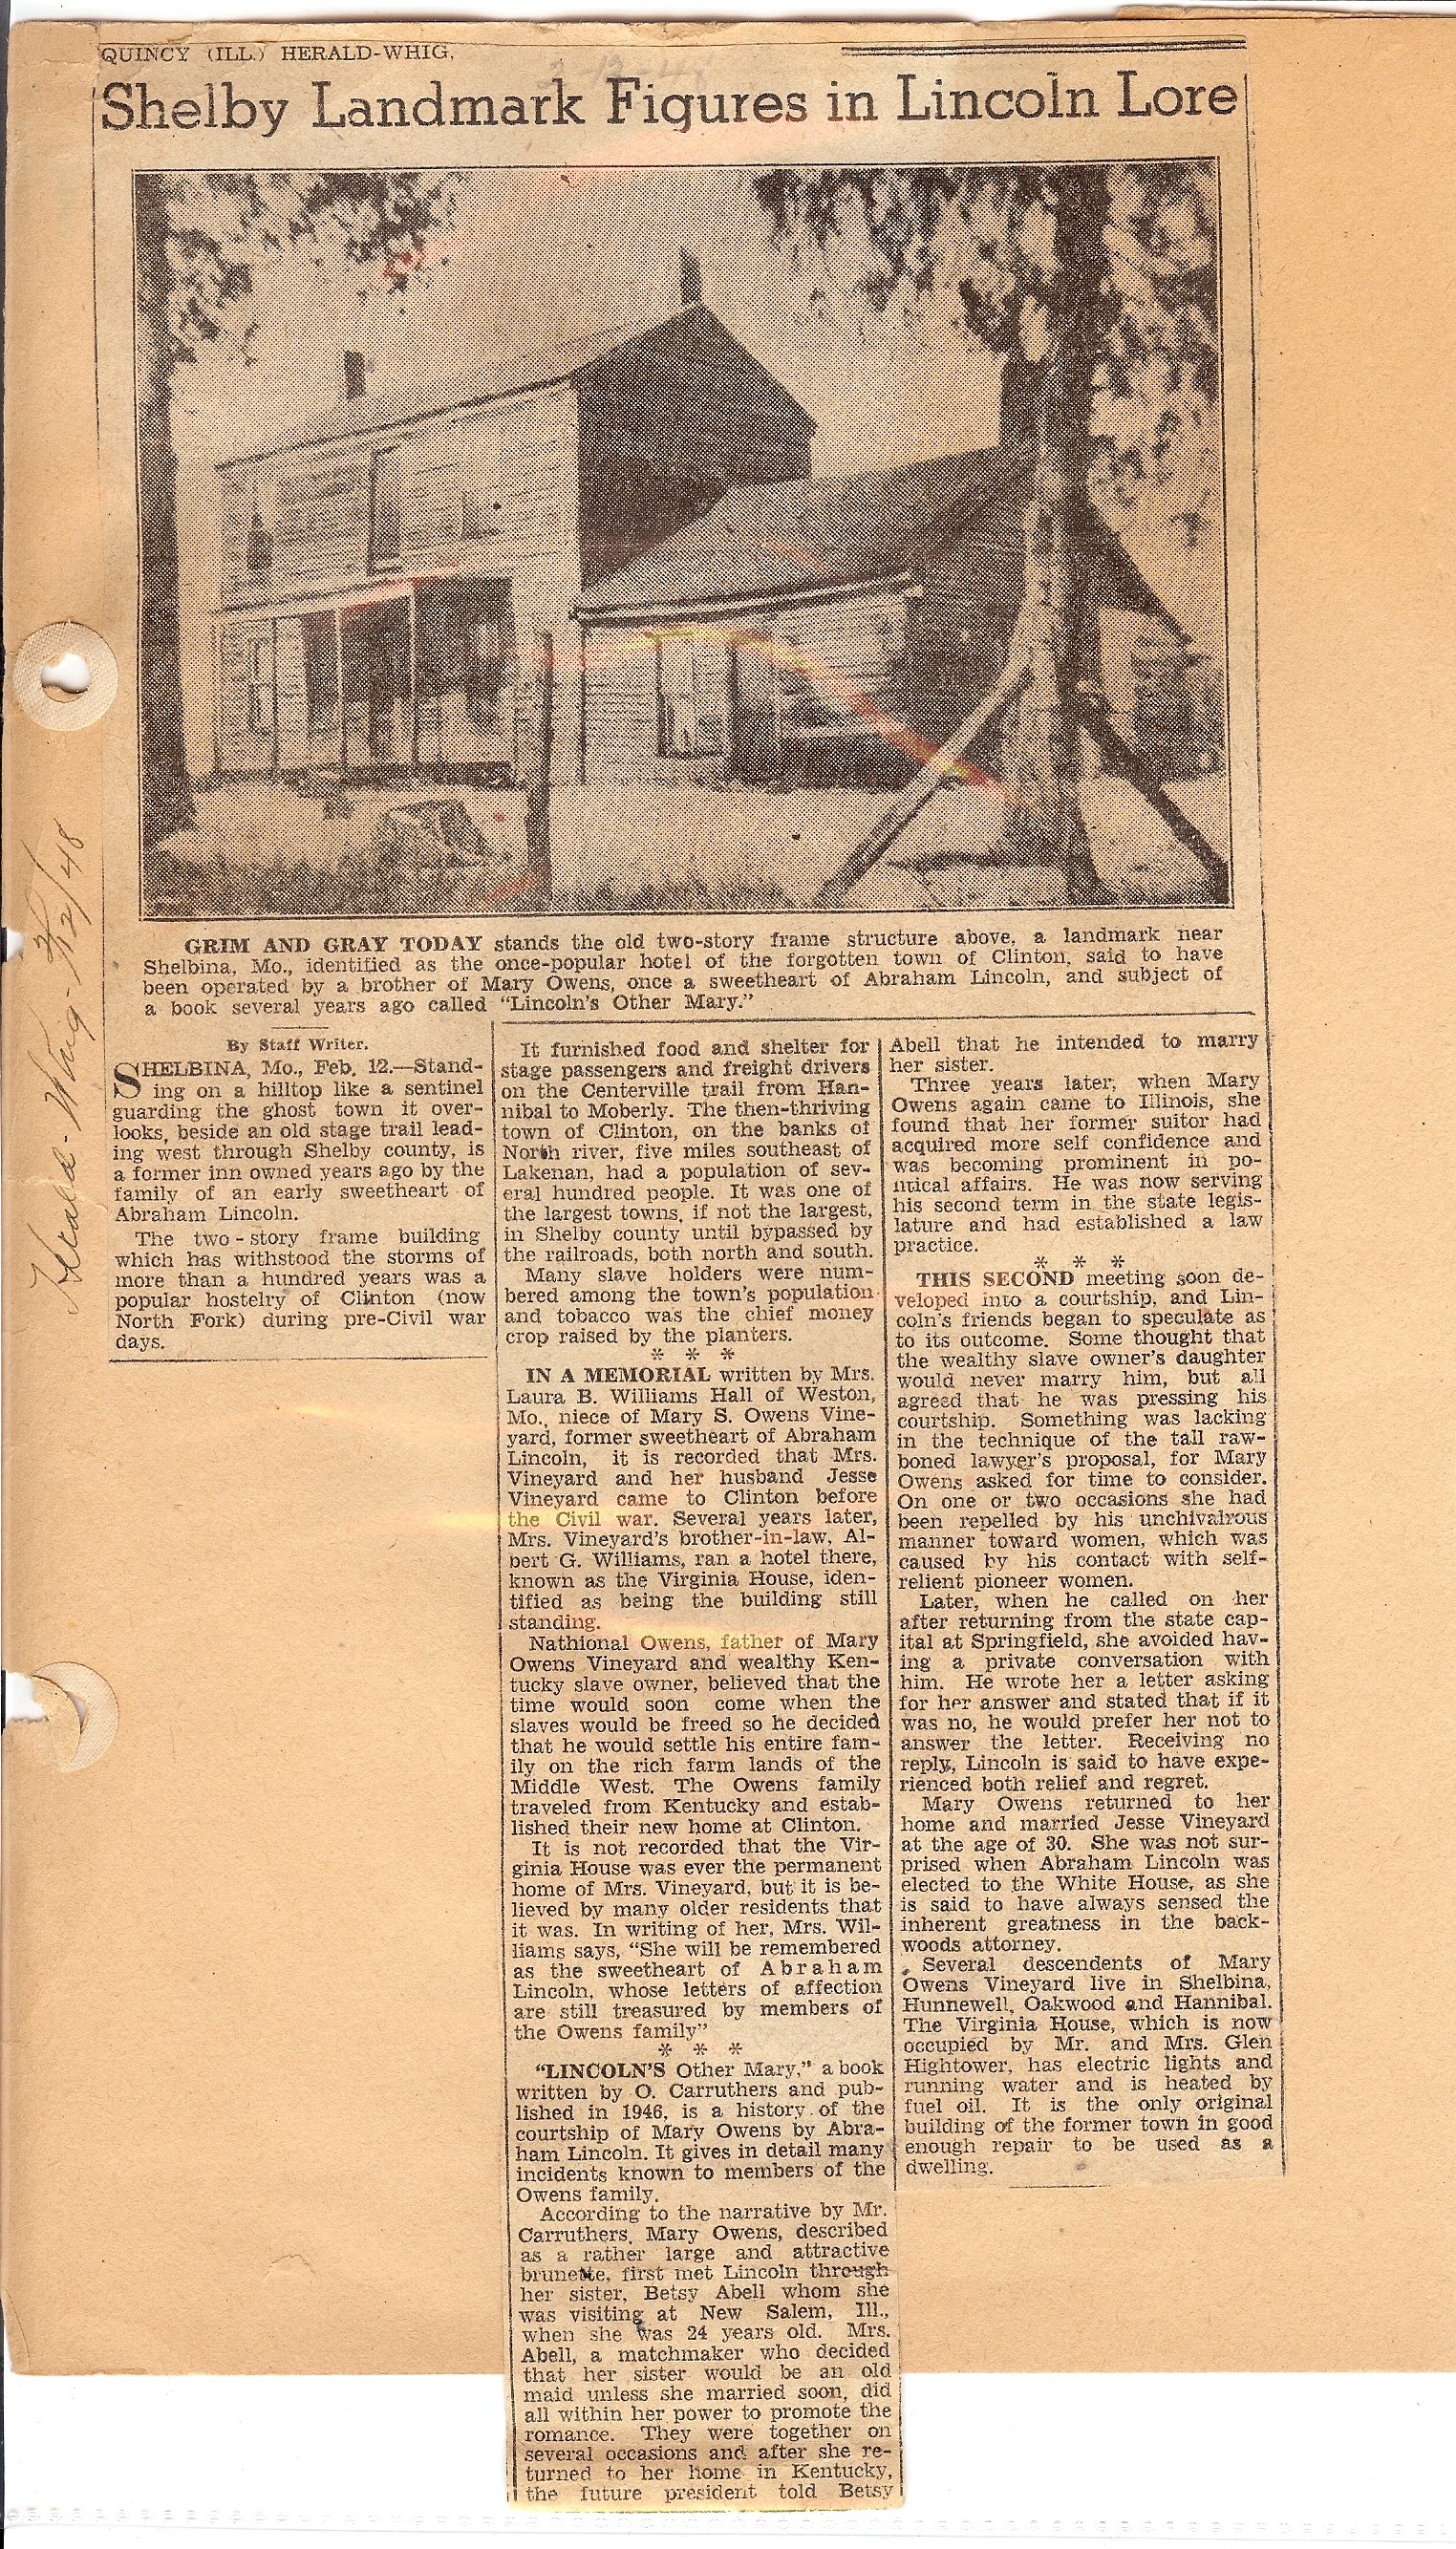 QUINCY (ILL.) HERALD-WHIG,
2-12-48
Shelby Landmark Figures in Lincoln Lore
Herald-Whig-2/12/48
GRIM AND GRAY TODAY stands the old two-story frame structure above, a landmark near
Shelbina, Mo., identified as the once-popular hotel of the forgotten town of Clinton, said to have
been operated by a brother of Mary Owens, once a sweetheart of Abraham Lincoln, and subject of
a book several years ago called "Lincoln's Other Mary."
By Staff Writer.
SHELBINA, Mo., Feb. 12.—Stand-
ing on a hilltop like a sentinel
guarding the ghost town it over-
looks, beside an old stage trail lead-
ing west through Shelby county, is
a former inn owned years ago by the
family of an early sweetheart of
Abraham Lincoln.
The two-story frame building
which has withstood the storms of
more than a hundred years was a
popular hostelry of Clinton (now
North Fork) during pre-Civil war
days.
It furnished food and shelter for
stage passengers and freight drivers
on the Centerville trail from Han-
nibal to Moberly. The then-thriving
town of Clinton, on the banks of
North river, five miles southeast of
Lakenan, had a population of sev-
eral hundred people. It was one of
the largest towns, if not the largest,
in Shelby county until bypassed by
the railroads, both north and south.
Many slave holders were num-
bered among the town's population
and tobacco was the chief money
crop raised by the planters.
* * *
IN A MEMORIAL written by Mrs.
Laura B. Williams Hall of Weston,
Mo., niece of Mary S. Owens Vine-
yard, former sweetheart of Abraham
Lincoln, it is recorded that Mrs.
Vineyard and her husband Jesse
Vineyard came to Clinton before
the Civil war. Several years later,
Mrs. Vineyard's brother-in-law, Al-
bert G. Williams, ran a hotel there,
known as the Virginia House, iden-
tified as being the building still
standing.
Nathional Owens, father of Mary
Owens Vineyard and wealthy Ken-
tucky slave owner, believed that the
time would soon come when the
slaves would be freed so he decided
that he would settle his entire fam-
ily on the rich farm lands of the
Middle West. The Owens family
traveled from Kentucky and estab-
lished their new home at Clinton.
It is not recorded that the Vir-
ginia House was ever the permanent
home of Mrs. Vineyard, but it is be-
lieved by many older residents that
it was. In writing of her, Mrs. Wil-
liams says, "She will be remembered
as the sweetheart of Abraham
Lincoln, whose letters of affection
are still treasured by members of
the Owens family"
* * *
"LINCOLN'S Other Mary," a book
written by O. Carruthers and pub-
lished in 1946, is a history of the
courtship of Mary Owens by Abra-
ham Lincoln. It gives in detail many
incidents known to members of the
Owens family.
According to the narrative by Mr.
Carruthers, Mary Owens, described
as a rather large and attractive
brunette, first met Lincoln through
her sister, Betsy Abell whom she
was visiting at New Salem, Ill.,
when she was 24 years old. Mrs.
Abell, a matchmaker who decided
that her sister would be an old
maid unless she married soon, did
all within her power to promote the
romance. They were together on
several occasions and after she re-
turned to her home in Kentucky,
the future president told Betsy
Abell that he intended to marry
her sister.
Three years later, when Mary
Owens again came to Illinois, she
found that her former suitor had
acquired more self confidence and
was becoming prominent in po-
litical affairs. He was now serving
his second term in the state legis-
lature and had established a law
practice.
* * *
THIS SECOND meeting soon de-
veloped into a courtship, and Lin-
coln's friends began to speculate as
to its outcome. Some thought that
the wealthy slave owner's daughter
would never marry him, but all
agreed that he was pressing his
courtship. Something was lacking
in the technique of the tall raw-
boned lawyer's proposal, for Mary
Owens asked for time to consider.
On one or two occasions she had
been repelled by his unchivalrous
manner toward women, which was
caused by his contact with self-
relient pioneer women.
Later, when he called on her
after returning from the state cap-
ital at Springfield, she avoided hav-
ing a private conversation with
him. He wrote her a letter asking
for her answer and stated that if it
was no, he would prefer her not to
answer the letter. Receiving no
reply, Lincoln is said to have expe-
rienced both relief and regret.
Mary Owens returned to her
home and married Jesse Vineyard
at the age of 30. She was not sur-
prised when Abraham Lincoln was
elected to the White House, as she
is said to have always sensed the
inherent greatness in the back-
woods attorney.
Several descendents of Mary
Owens Vineyard live in Shelbina,
Hunnewell, Oakwood and Hannibal.
The Virginia House, which is now
occupied by Mr. and Mrs. Glen
Hightower, has electric lights and
running water and is heated by
fuel oil. It is the only original
building of the former town in good
enough repair to be used as a
dwelling.